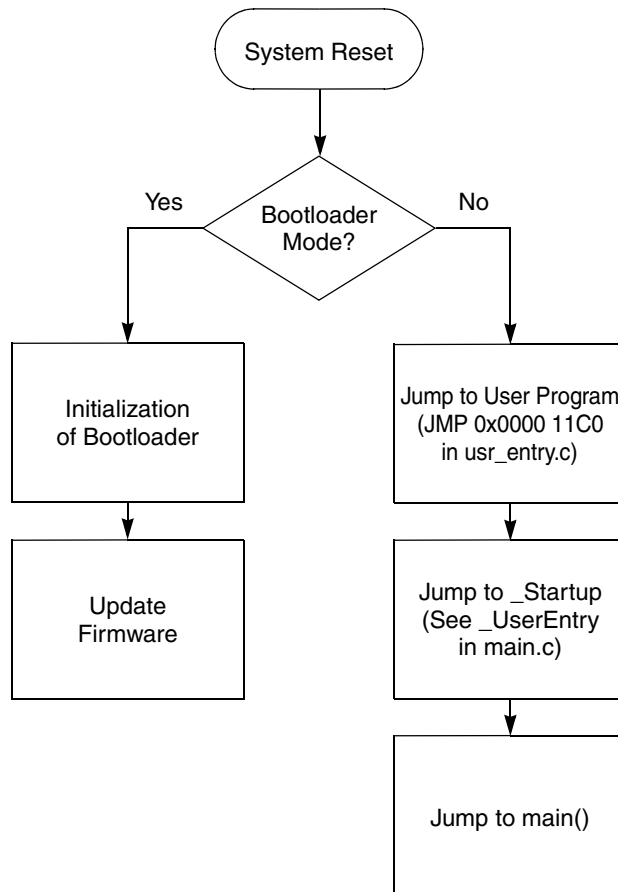 System Reset
Yes
Bootloader
Mode?
No
Initialization
of Bootloader
Jump to User Program
(JMP 0x0000 11C0
in usr_entry.c)
Update
Firmware
Jump to _Startup
(See _UserEntry
in main.c)
Jump to main()